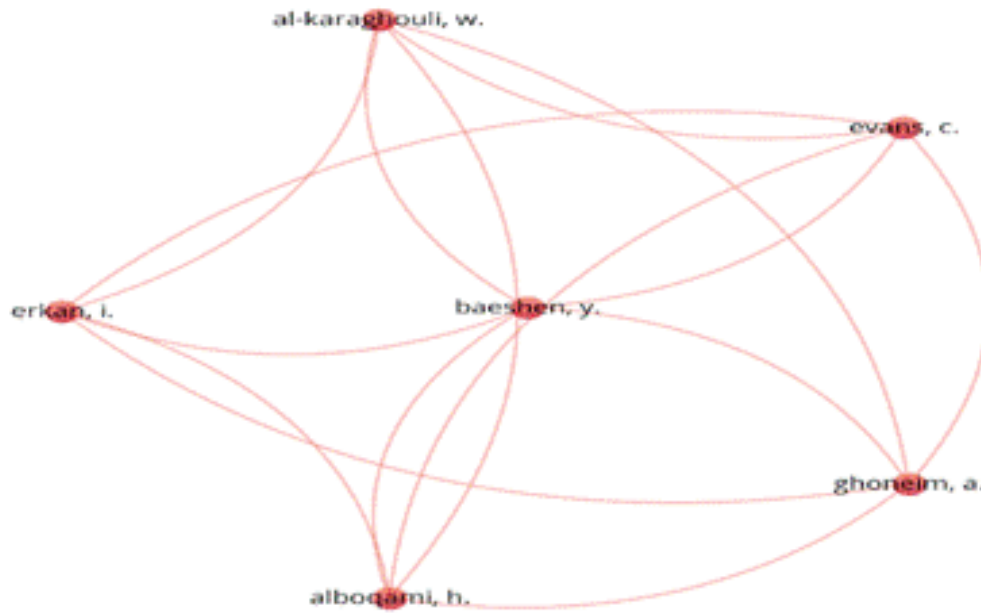 al-karaghouli, w.
evans, c.
erkan, i.
baeshen, y.
ghoneim, a.
alboqami, h.